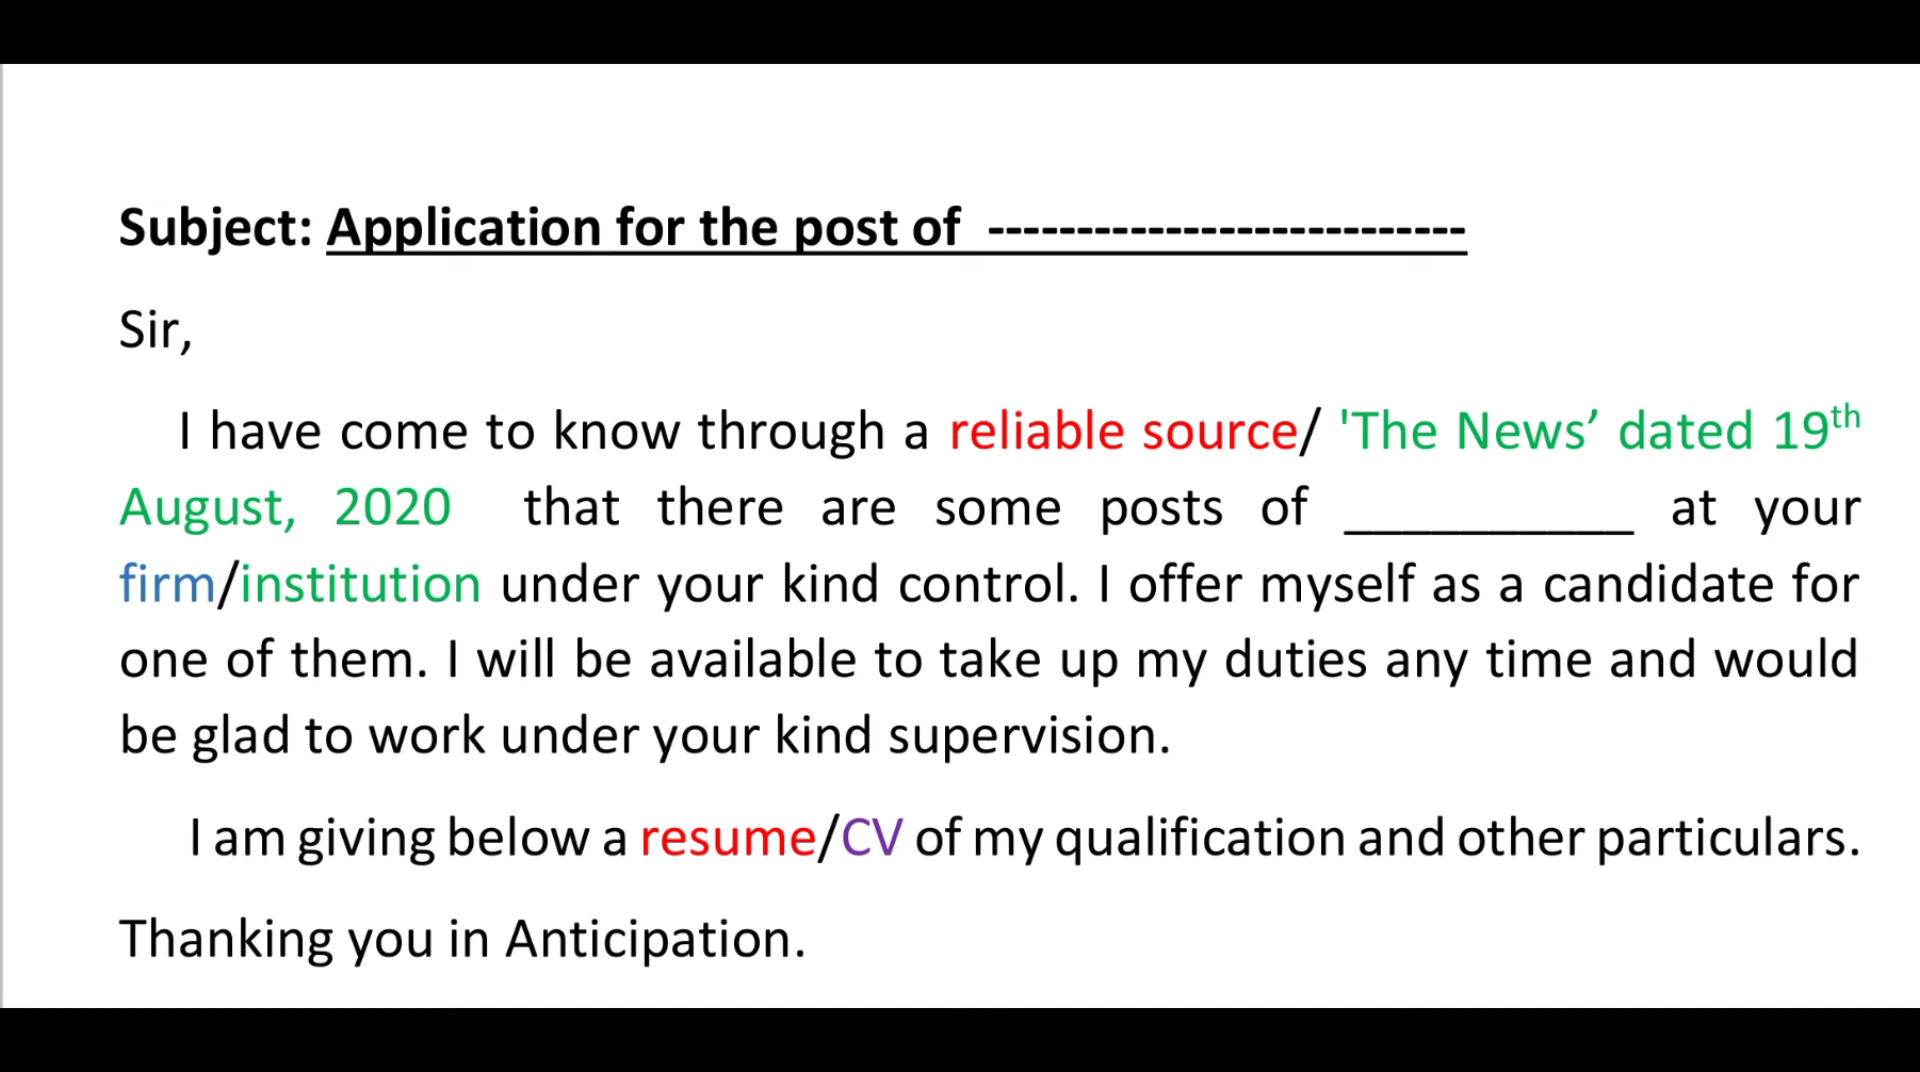 Subject: Application for the post of ---------------------------
Sir,
I have come to know through a reliable source/ 'The News’ dated 19th
August, 2020 that there are some posts of __________ at your
firm/institution under your kind control. I offer myself as a candidate for
one of them. I will be available to take up my duties any time and would
be glad to work under your kind supervision.
I am giving below a resume/CV of my qualification and other particulars.
Thanking you in Anticipation.